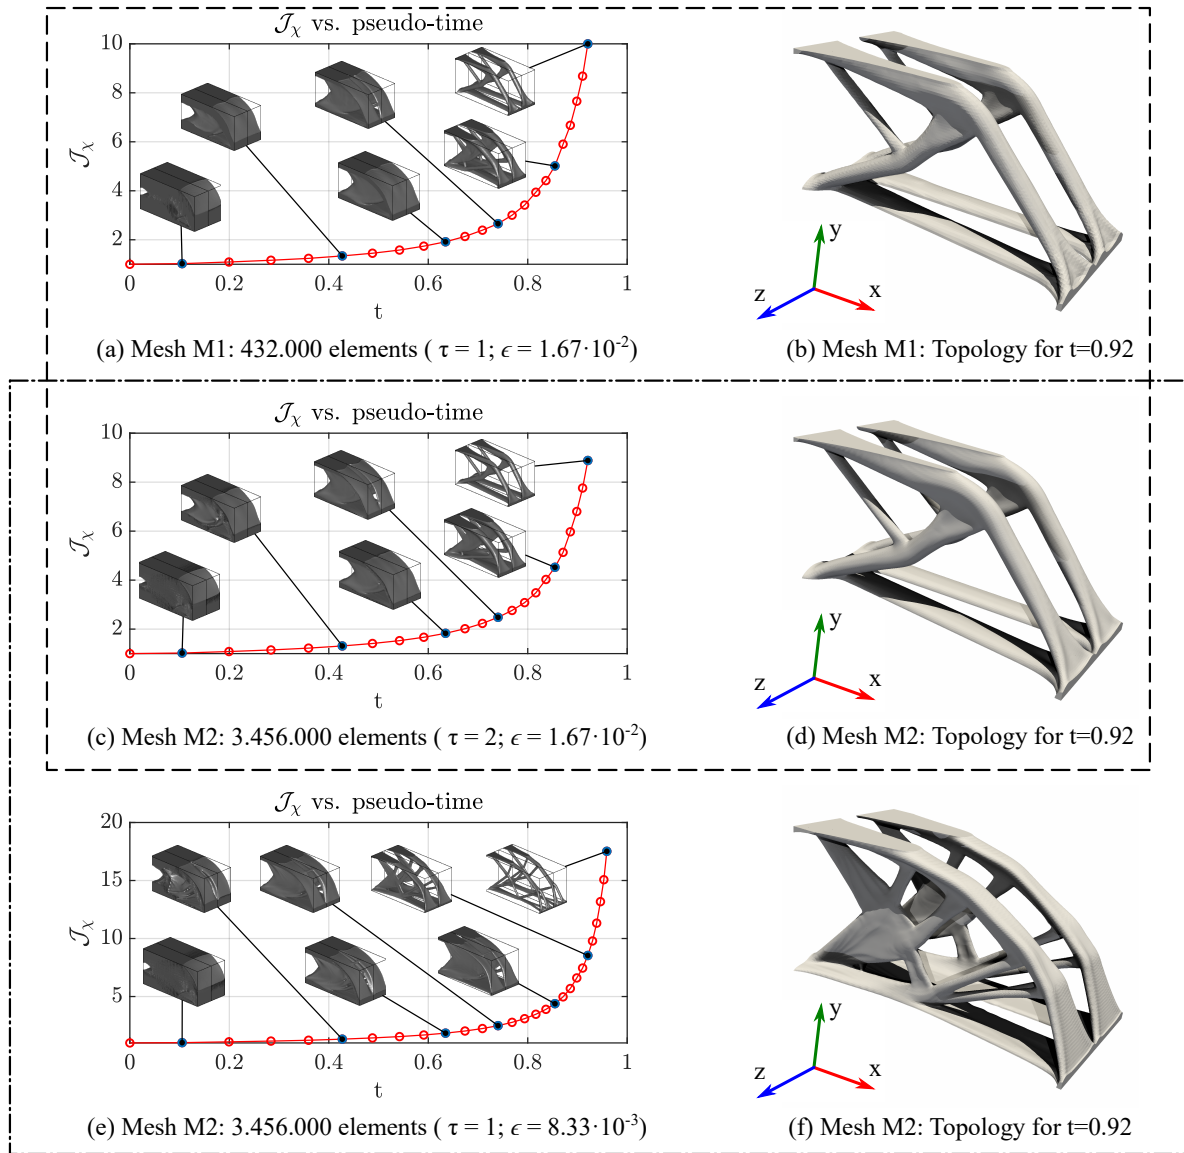 𝒥χ vs. pseudo-time
10
8
6
4
2
𝒥χ
0 0.2 0.4 0.6 0.8 1
t
y
z
x
(a) Mesh M1: 432.000 elements ( τ = 1; ϵ = 1.67·10⁻²)
(b) Mesh M1: Topology for t=0.92
𝒥χ vs. pseudo-time
10
8
6
4
2
𝒥χ
0 0.2 0.4 0.6 0.8 1
t
y
z
x
(c) Mesh M2: 3.456.000 elements ( τ = 2; ϵ = 1.67·10⁻²)
(d) Mesh M2: Topology for t=0.92
𝒥χ vs. pseudo-time
20
15
10
5
𝒥χ
0 0.2 0.4 0.6 0.8 1
t
y
z
x
(e) Mesh M2: 3.456.000 elements ( τ = 1; ϵ = 8.33·10⁻³)
(f) Mesh M2: Topology for t=0.92